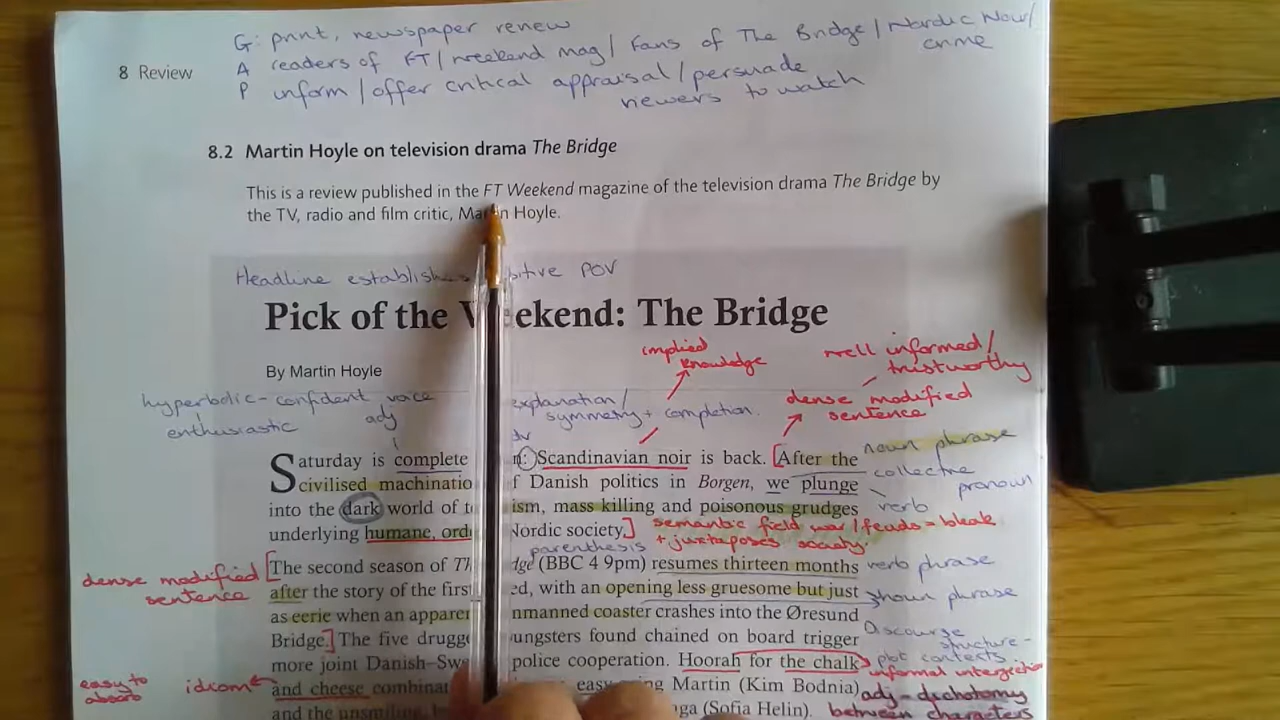 G: print, newspaper review
A readers of FT/weekend mag/ Fans of The Bridge/Nordic Nour/
crime
P inform/offer critical appraisal/persuade
viewers to watch
8 Review
8.2 Martin Hoyle on television drama The Bridge
This is a review published in the FT Weekend magazine of the television drama The Bridge by
the TV, radio and film critic, Martin Hoyle.
Headline establish positive POV
Pick of the Weekend: The Bridge
By Martin Hoyle
implied
knowledge
well informed/
trustworthy
hyperbolic - confident voice
enthusiastic
adj
explanation/
symmetry + completion.
dense modified
sentence
Saturday is complete n: Scandinavian noir is back. [After the
civilised machinatio f Danish politics in Borgen, we plunge
into the dark world of t ism, mass killing and poisonous grudges
underlying humane, ord Nordic society.]
noun phrase
collective
pronoun
verb
semantic field war/feuds = bleak
+ juxtaposes society.
parenthesis
dense modified
sentence
[The second season of Th dge (BBC 4 9pm) resumes thirteen months
after the story of the first ed, with an opening less gruesome but just
as eerie when an apparen nmanned coaster crashes into the Øresund
Bridge.] The five drugge ungsters found chained on board trigger
more joint Danish–Swe police cooperation. Hoorah for the chalk
and cheese combinat easy going Martin (Kim Bodnia)
and the unsmiling, ga (Sofia Helin).
verb phrase
noun phrase
Discourse
structure -
plot contexts
informal interjection
easy to
absorb
idiom
adj - dichotomy
between characters